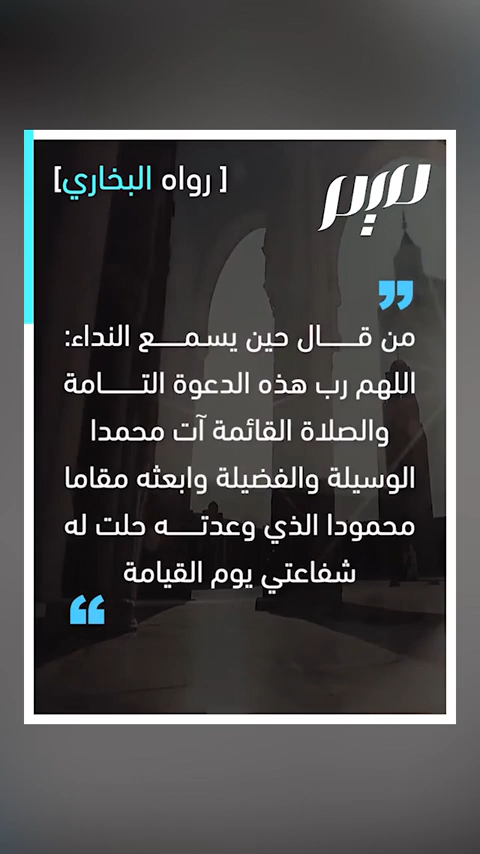 [ رواه البخاري]
سير
”
من قـــال حين يسمـــع النداء:
اللهم رب هذه الدعوة التـــامة
والصلاة القائمة آت محمدا
الوسيلة والفضيلة وابعثه مقاما
محمودا الذي وعدتـــه حلت له
شفاعتي يوم القيامة
“